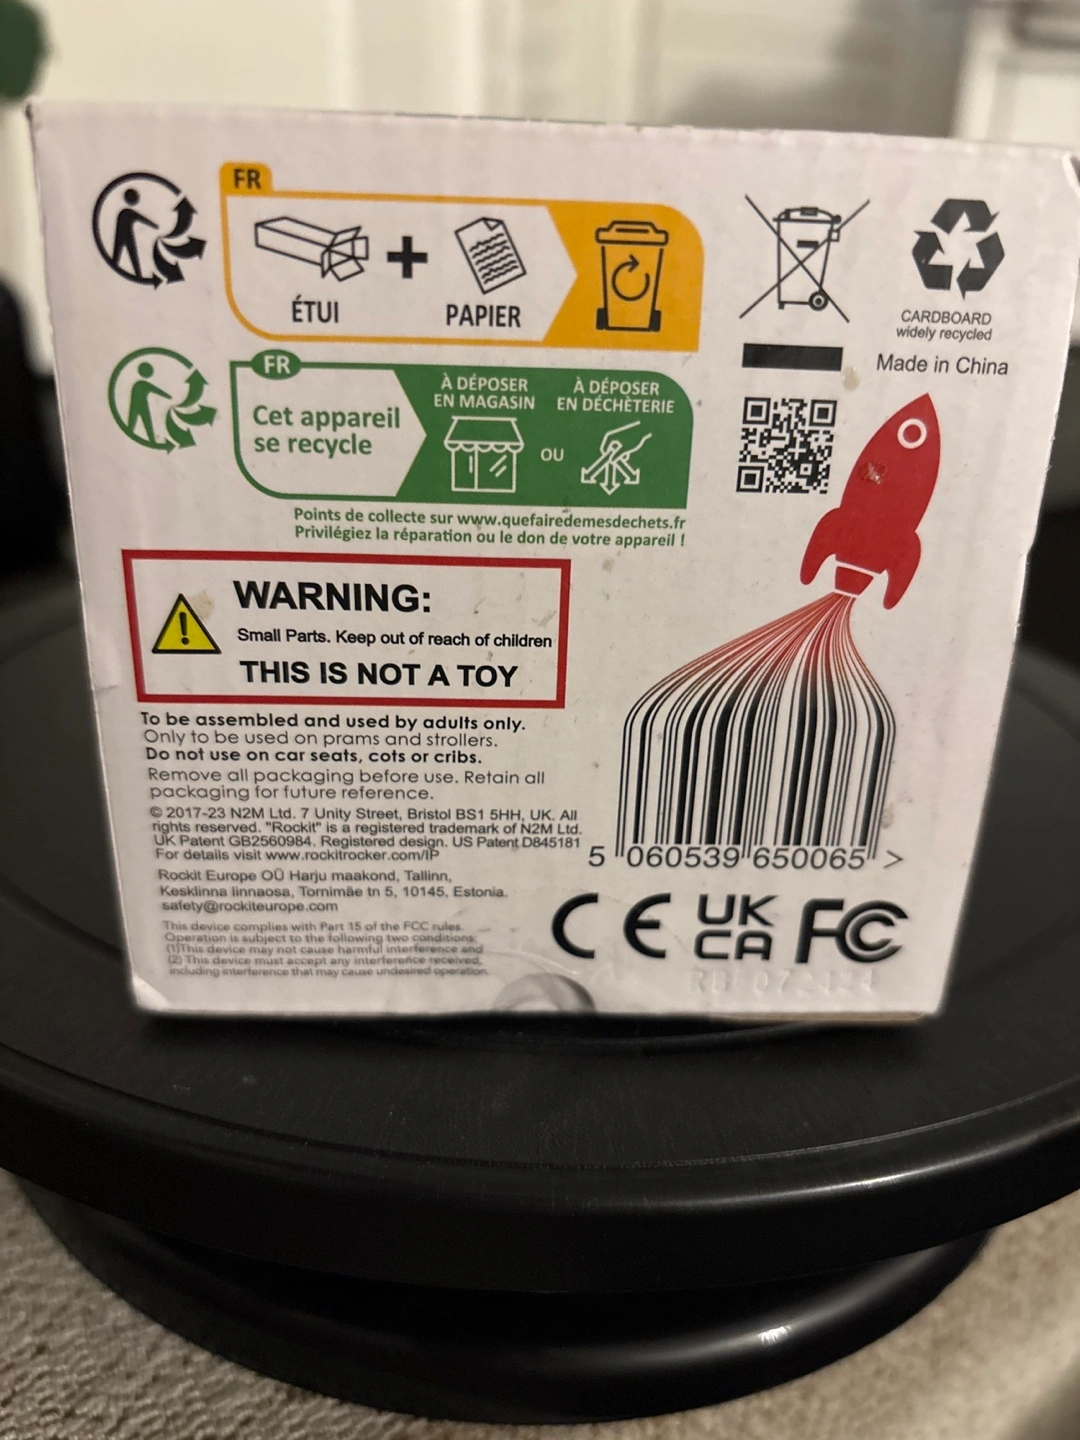 FR
ÉTUI
+
PAPIER
CARDBOARD
widely recycled
Made in China
FR
Cet appareil
se recycle
À DÉPOSER
EN MAGASIN
OU
À DÉPOSER
EN DÉCHÈTERIE
Points de collecte sur www.quefairedemesdechets.fr
Privilégiez la réparation ou le don de votre appareil !
WARNING:
Small Parts. Keep out of reach of children
THIS IS NOT A TOY
To be assembled and used by adults only.
Only to be used on prams and strollers.
Do not use on car seats, cots or cribs.
Remove all packaging before use. Retain all
packaging for future reference.
© 2017-23 N2M Ltd. 7 Unity Street, Bristol BS1 5HH, UK. All
rights reserved. "Rockit" is a registered trademark of N2M Ltd.
UK Patent GB2560984. Registered design. US Patent D845181
For details visit www.rockitrocker.com/IP
Rockit Europe OÜ Harju maakond, Tallinn,
Kesklinna linnaosa, Tornimäe tn 5, 10145, Estonia.
safety@rockiteurope.com
This device complies with Part 15 of the FCC rules.
Operation is subject to the following two conditions:
(1)This device may not cause harmful interference and
(2) This device must accept any interference received,
including interference that may cause undesired operation.
5 060539 650065 >
CE UK
CA FC